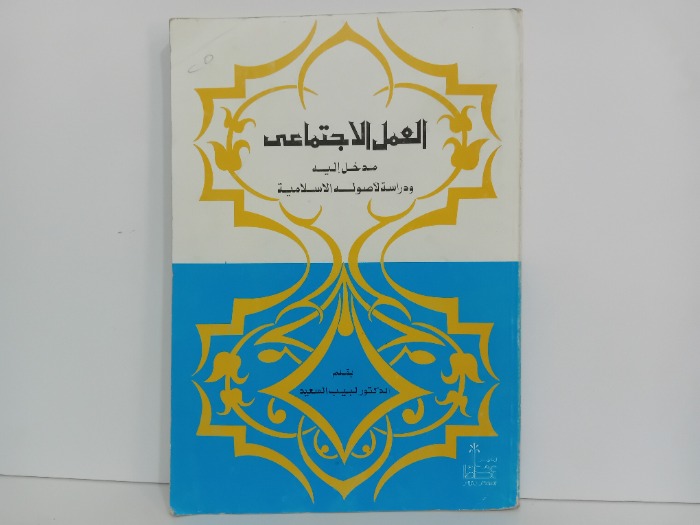 العمل الاجتماعى
مدخل إليه
ودراسة لأصوله الإسلامية
بقلم
الدكتور لبيب السعيد